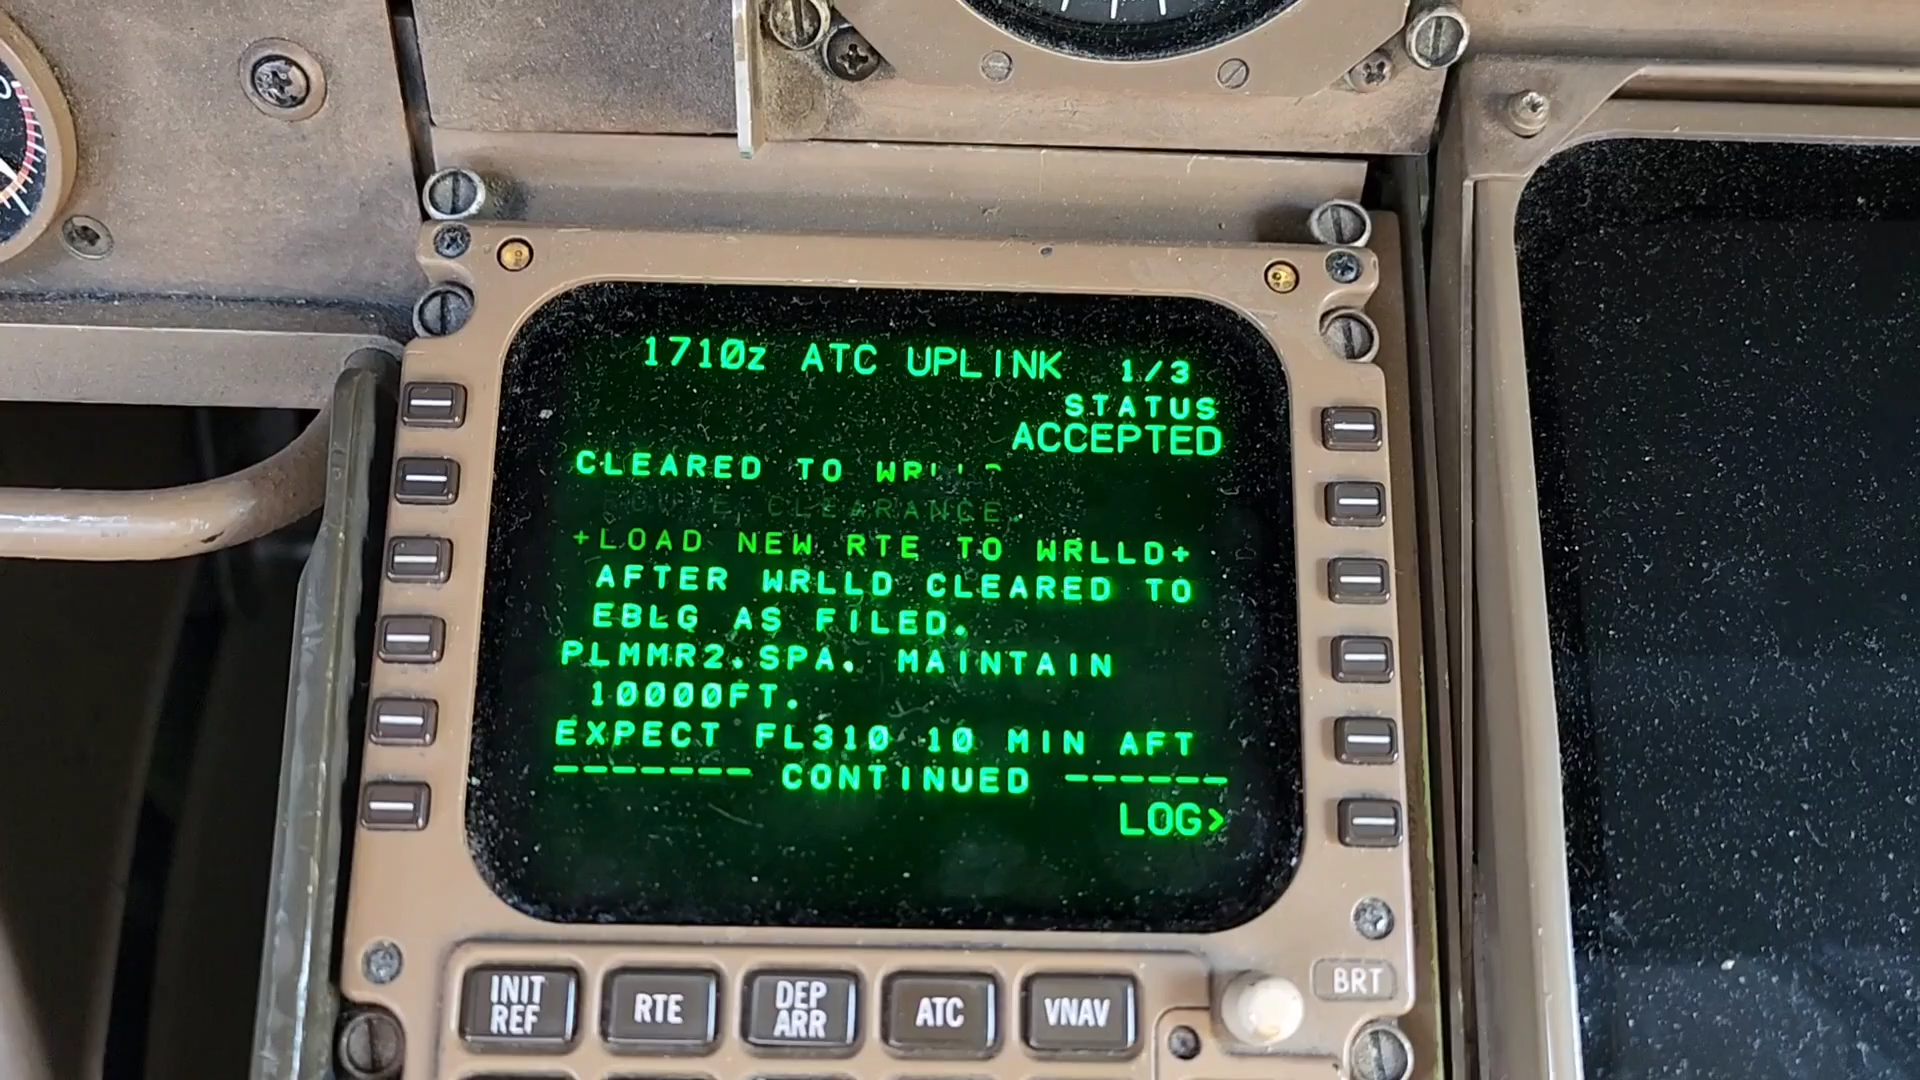 1710z ATC UPLINK 1/3
STATUS
ACCEPTED
CLEARED TO
CLEARANCE.
+LOAD NEW RTE TO WRLLD+
AFTER WRLLD CLEARED TO
EBLG AS FILED.
PLMMR2.SPA. MAINTAIN
10000FT.
EXPECT FL310 10 MIN AFT
------- CONTINUED ------
LOG>
INIT REF
RTE
DEP ARR
ATC
VNAV
BRT